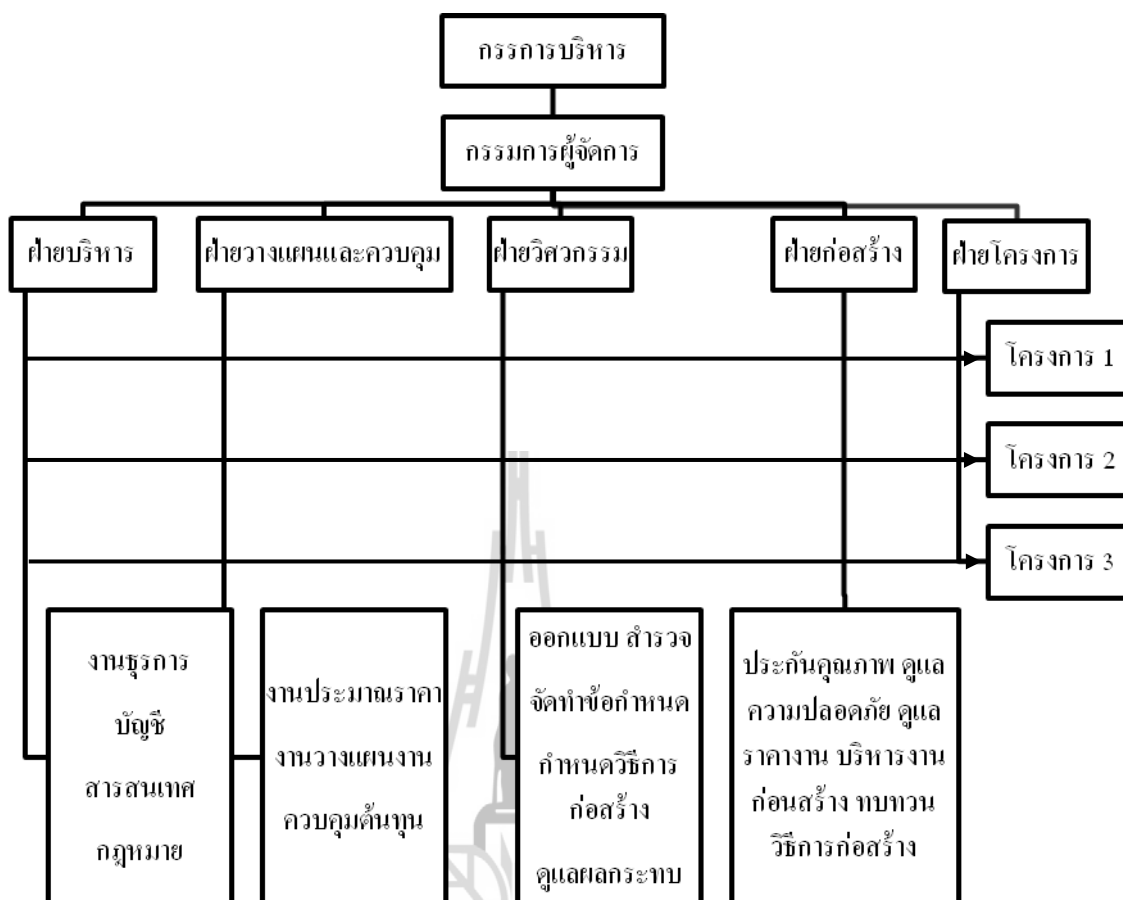 กรรการบริหาร
กรรมการผู้จัดการ
ฝ่ายบริหาร
ฝ่ายวางแผนและควบคุม
ฝ่ายวิศวกรรม
ฝ่ายก่อสร้าง
ฝ่ายโครงการ
โครงการ 1
โครงการ 2
โครงการ 3
งานธุรการ
บัญชี
สารสนเทศ
กฎหมาย
งานประมาณราคา
งานวางแผนงาน
ควบคุมต้นทุน
ออกแบบ สำรวจ
จัดทำข้อกำหนด
กำหนดวิธีการ
ก่อสร้าง
ดูแลผลกระทบ
ประกันคุณภาพ ดูแล
ความปลอดภัย ดูแล
ราคางาน บริหารงาน
ก่อนสร้าง ทบทวน
วิธีการก่อสร้าง